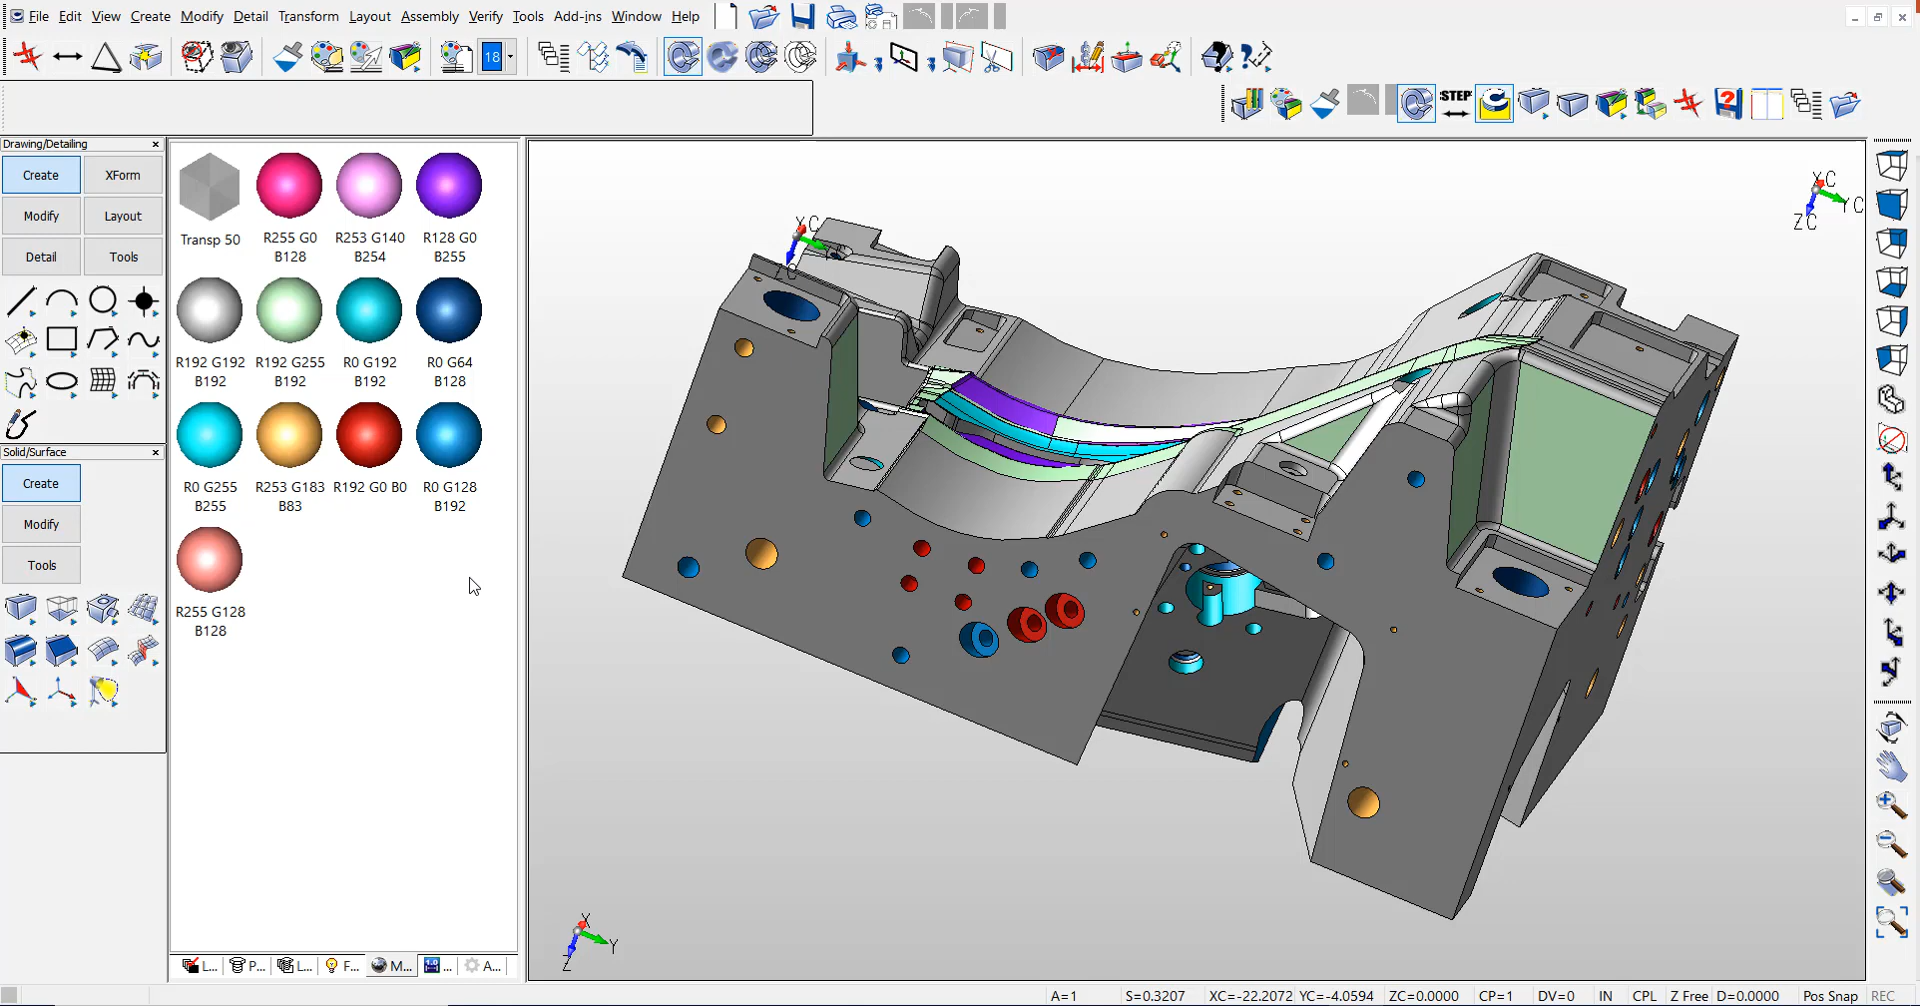 File Edit View Create Modify Detail Transform Layout Assembly Verify Tools Add-ins Window Help
18
STEP
Drawing/Detailing
Create XForm
Modify Layout
Detail Tools
Solid/Surface
Create
Modify
Tools
Transp 50
R255 G0
B128
R253 G140
B254
R128 G0
B255
R192 G192
B192
R192 G255
B192
R0 G192
B192
R0 G64
B128
R0 G255
B255
R253 G183
B83
R192 G0 B0
R0 G128
B192
R255 G128
B128
XC
C
XC
YC
ZC
X
Y
Z
L... P... L... F... M... 1.0 ... A...
A=1 S=0.3207 XC=-22.2072 YC=-4.0594 ZC=0.0000 CP=1 DV=0 IN CPL Z Free D=0.0000 Pos Snap REC